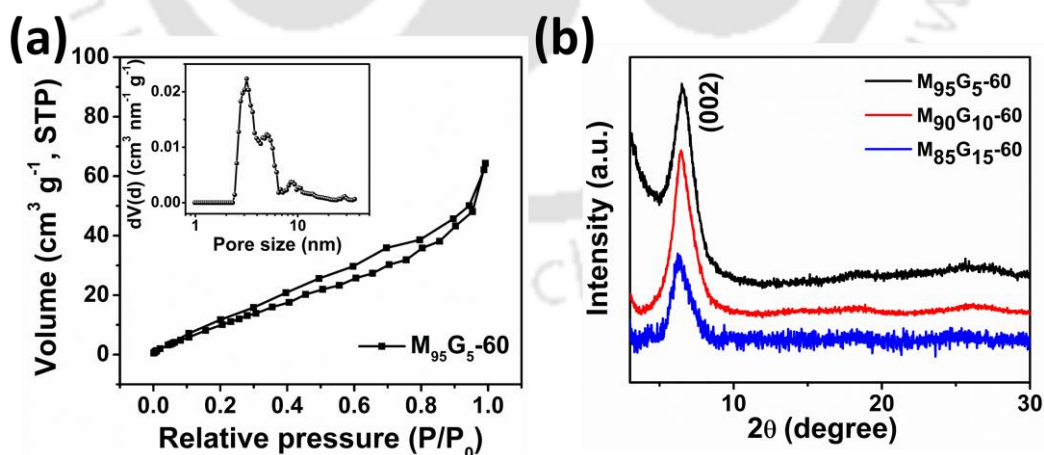 (a)
100
80
60
40
20
0
Volume (cm³ g⁻¹, STP)
0.0 0.2 0.4 0.6 0.8 1.0
Relative pressure (P/P₀)
M₉₅G₅-60
0.02
0.01
0.00
dV(d) (cm³ nm⁻¹ g⁻¹)
1 10
Pore size (nm)
(b)
Intensity (a.u.)
(002)
M₉₅G₅-60
M₉₀G₁₀-60
M₈₅G₁₅-60
10 20 30
2θ (degree)